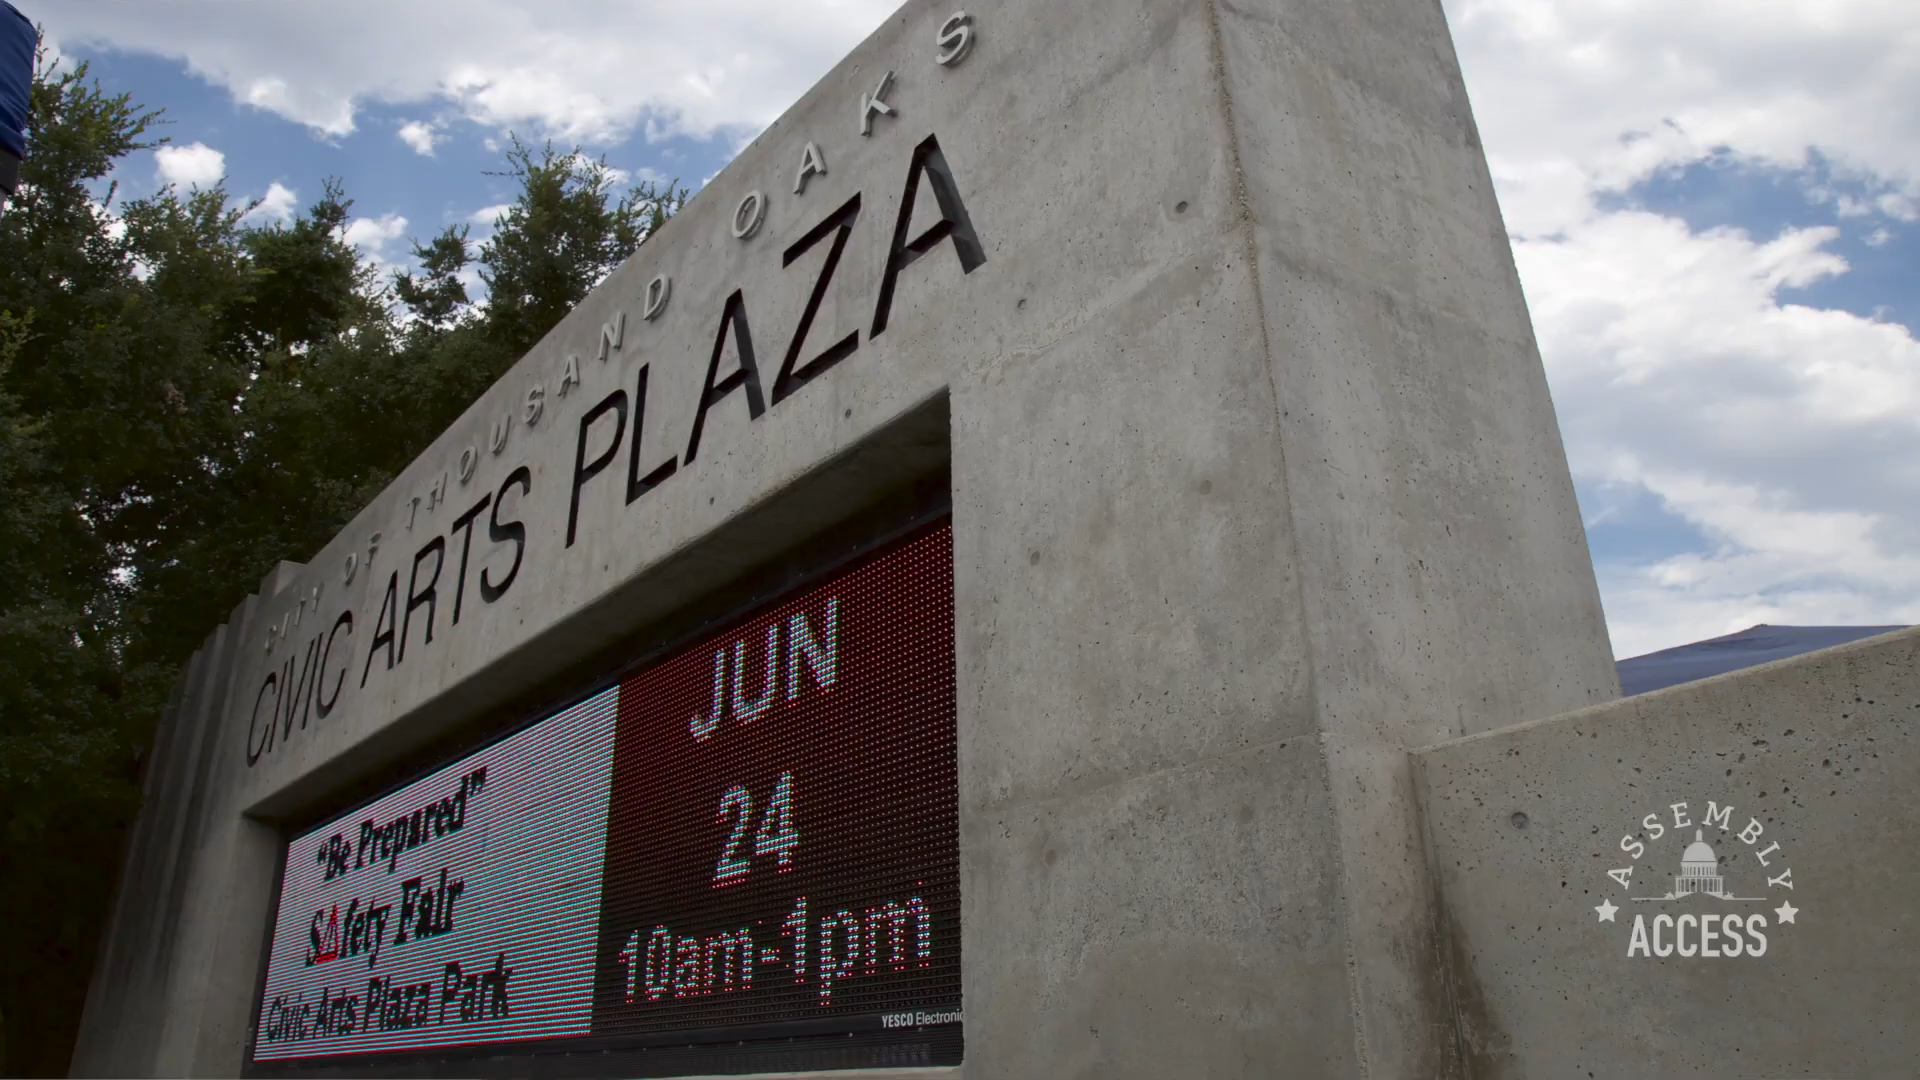 CITY OF THOUSAND OAKS
CIVIC ARTS PLAZA
"Be Prepared"
Safety Fair
Civic Arts Plaza Park
JUN
24
10am-1pm
YESCO Electronic
ASSEMBLY
ACCESS